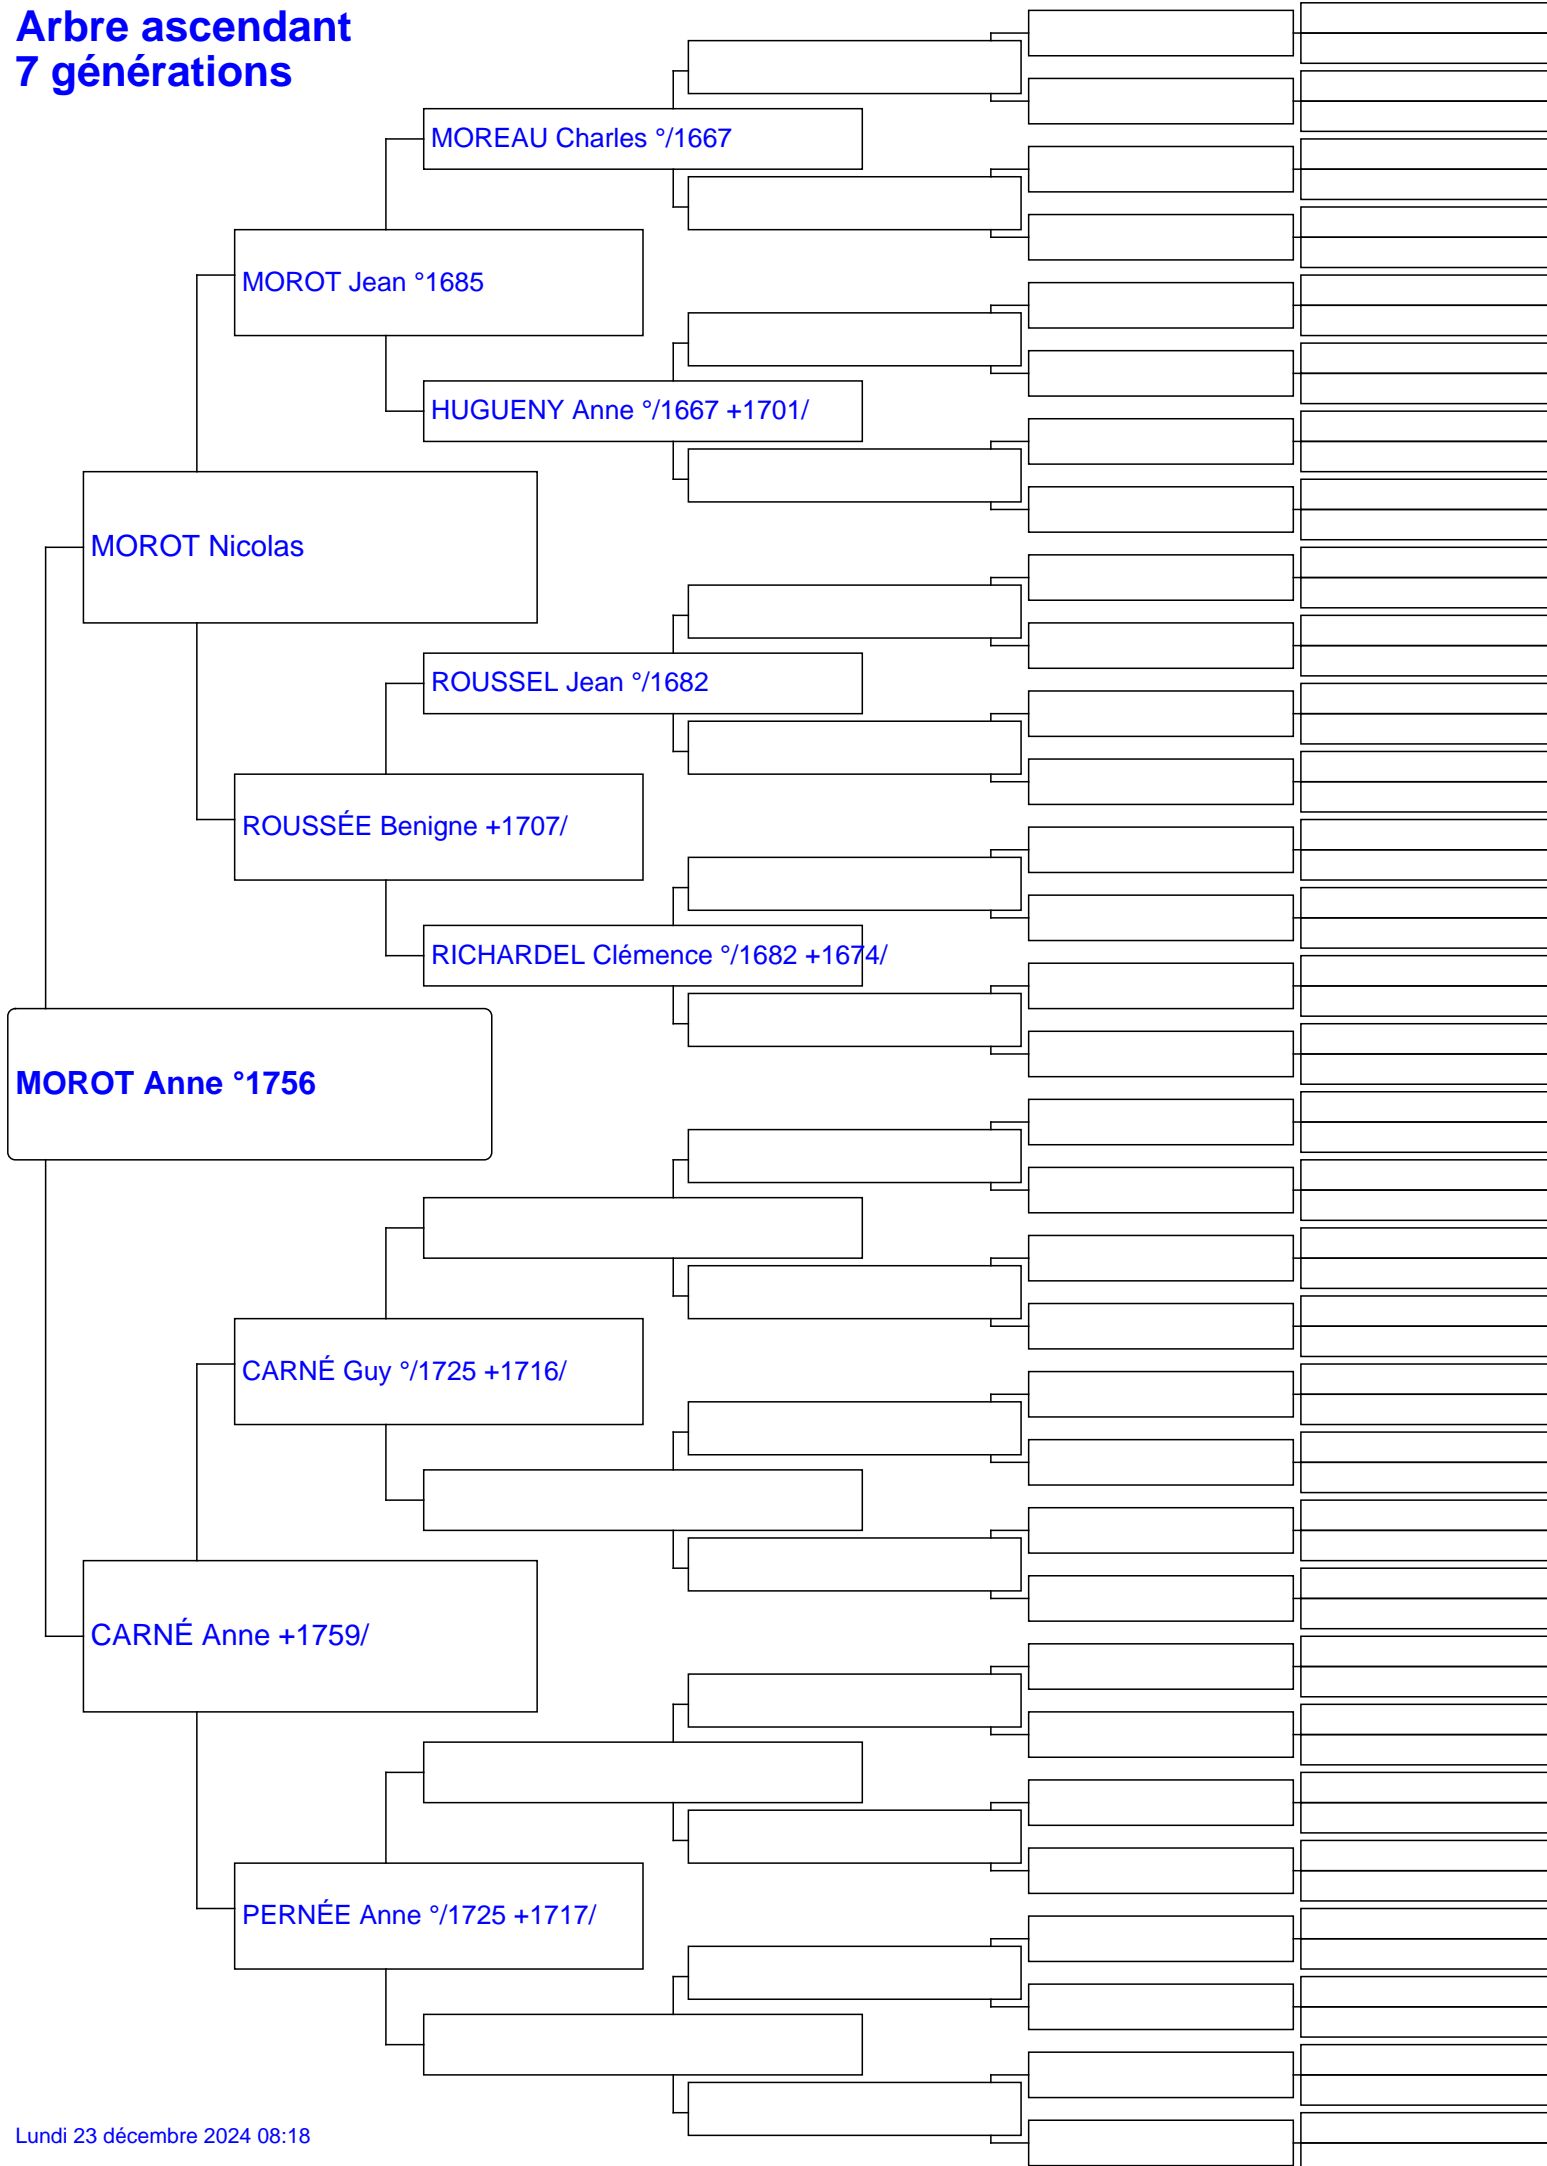 Arbre ascendant
7 générations
MOREAU Charles °/1667
MOROT Jean °1685
HUGUENY Anne °/1667 +1701/
MOROT Nicolas
ROUSSEL Jean °/1682
ROUSSÉE Benigne +1707/
RICHARDEL Clémence °/1682 +1674/
MOROT Anne °1756
CARNÉ Guy °/1725 +1716/
CARNÉ Anne +1759/
PERNÉE Anne °/1725 +1717/
Lundi 23 décembre 2024 08:18